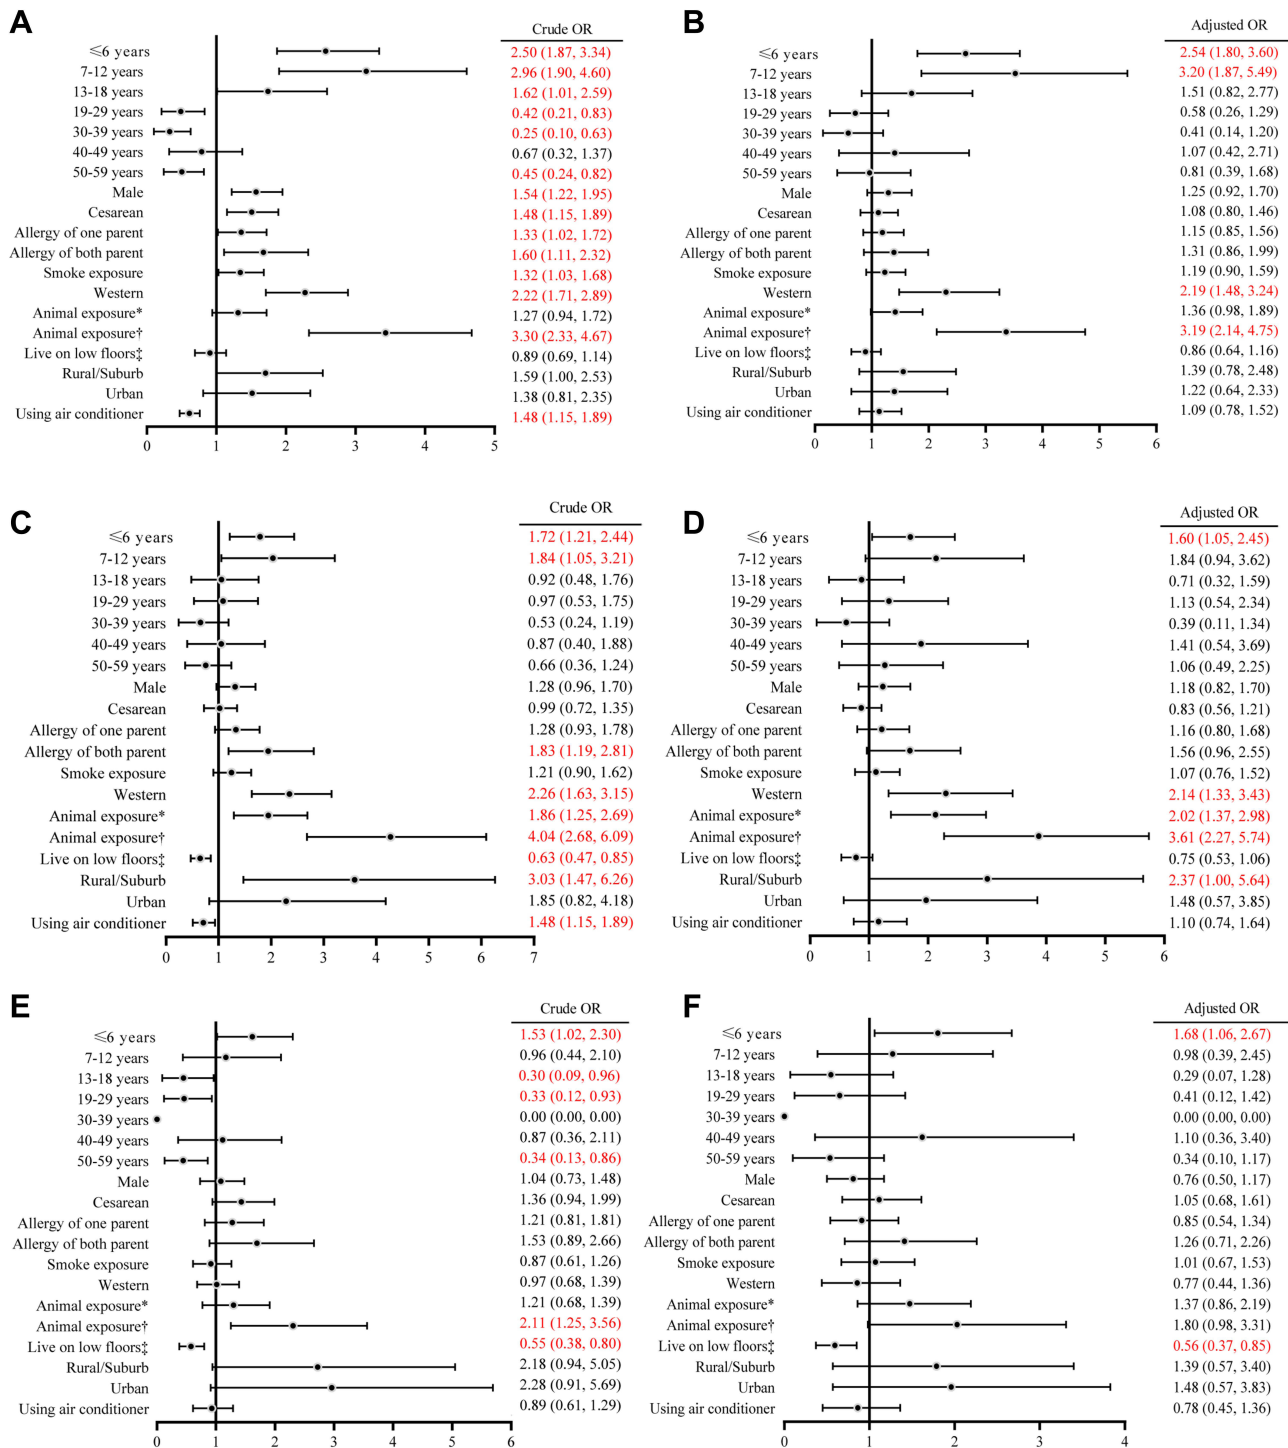 A
Crude OR
≤6 years 2.50 (1.87, 3.34)
7-12 years 2.96 (1.90, 4.60)
13-18 years 1.62 (1.01, 2.59)
19-29 years 0.42 (0.21, 0.83)
30-39 years 0.25 (0.10, 0.63)
40-49 years 0.67 (0.32, 1.37)
50-59 years 0.45 (0.24, 0.82)
Male 1.54 (1.22, 1.95)
Cesarean 1.48 (1.15, 1.89)
Allergy of one parent 1.33 (1.02, 1.72)
Allergy of both parent 1.60 (1.11, 2.32)
Smoke exposure 1.32 (1.03, 1.68)
Western 2.22 (1.71, 2.89)
Animal exposure* 1.27 (0.94, 1.72)
Animal exposure† 3.30 (2.33, 4.67)
Live on low floors‡ 0.89 (0.69, 1.14)
Rural/Suburb 1.59 (1.00, 2.53)
Urban 1.38 (0.81, 2.35)
Using air conditioner 1.48 (1.15, 1.89)
0 1 2 3 4 5
B
Adjusted OR
≤6 years 2.54 (1.80, 3.60)
7-12 years 3.20 (1.87, 5.49)
13-18 years 1.51 (0.82, 2.77)
19-29 years 0.58 (0.26, 1.29)
30-39 years 0.41 (0.14, 1.20)
40-49 years 1.07 (0.42, 2.71)
50-59 years 0.81 (0.39, 1.68)
Male 1.25 (0.92, 1.70)
Cesarean 1.08 (0.80, 1.46)
Allergy of one parent 1.15 (0.85, 1.56)
Allergy of both parent 1.31 (0.86, 1.99)
Smoke exposure 1.19 (0.90, 1.59)
Western 2.19 (1.48, 3.24)
Animal exposure* 1.36 (0.98, 1.89)
Animal exposure† 3.19 (2.14, 4.75)
Live on low floors‡ 0.86 (0.64, 1.16)
Rural/Suburb 1.39 (0.78, 2.48)
Urban 1.22 (0.64, 2.33)
Using air conditioner 1.09 (0.78, 1.52)
0 1 2 3 4 5 6
C
Crude OR
≤6 years 1.72 (1.21, 2.44)
7-12 years 1.84 (1.05, 3.21)
13-18 years 0.92 (0.48, 1.76)
19-29 years 0.97 (0.53, 1.75)
30-39 years 0.53 (0.24, 1.19)
40-49 years 0.87 (0.40, 1.88)
50-59 years 0.66 (0.36, 1.24)
Male 1.28 (0.96, 1.70)
Cesarean 0.99 (0.72, 1.35)
Allergy of one parent 1.28 (0.93, 1.78)
Allergy of both parent 1.83 (1.19, 2.81)
Smoke exposure 1.21 (0.90, 1.62)
Western 2.26 (1.63, 3.15)
Animal exposure* 1.86 (1.25, 2.69)
Animal exposure† 4.04 (2.68, 6.09)
Live on low floors‡ 0.63 (0.47, 0.85)
Rural/Suburb 3.03 (1.47, 6.26)
Urban 1.85 (0.82, 4.18)
Using air conditioner 1.48 (1.15, 1.89)
0 1 2 3 4 5 6 7
D
Adjusted OR
≤6 years 1.60 (1.05, 2.45)
7-12 years 1.84 (0.94, 3.62)
13-18 years 0.71 (0.32, 1.59)
19-29 years 1.13 (0.54, 2.34)
30-39 years 0.39 (0.11, 1.34)
40-49 years 1.41 (0.54, 3.69)
50-59 years 1.06 (0.49, 2.25)
Male 1.18 (0.82, 1.70)
Cesarean 0.83 (0.56, 1.21)
Allergy of one parent 1.16 (0.80, 1.68)
Allergy of both parent 1.56 (0.96, 2.55)
Smoke exposure 1.07 (0.76, 1.52)
Western 2.14 (1.33, 3.43)
Animal exposure* 2.02 (1.37, 2.98)
Animal exposure† 3.61 (2.27, 5.74)
Live on low floors‡ 0.75 (0.53, 1.06)
Rural/Suburb 2.37 (1.00, 5.64)
Urban 1.48 (0.57, 3.85)
Using air conditioner 1.10 (0.74, 1.64)
0 1 2 3 4 5 6
E
Crude OR
≤6 years 1.53 (1.02, 2.30)
7-12 years 0.96 (0.44, 2.10)
13-18 years 0.30 (0.09, 0.96)
19-29 years 0.33 (0.12, 0.93)
30-39 years 0.00 (0.00, 0.00)
40-49 years 0.87 (0.36, 2.11)
50-59 years 0.34 (0.13, 0.86)
Male 1.04 (0.73, 1.48)
Cesarean 1.36 (0.94, 1.99)
Allergy of one parent 1.21 (0.81, 1.81)
Allergy of both parent 1.53 (0.89, 2.66)
Smoke exposure 0.87 (0.61, 1.26)
Western 0.97 (0.68, 1.39)
Animal exposure* 1.21 (0.68, 1.39)
Animal exposure† 2.11 (1.25, 3.56)
Live on low floors‡ 0.55 (0.38, 0.80)
Rural/Suburb 2.18 (0.94, 5.05)
Urban 2.28 (0.91, 5.69)
Using air conditioner 0.89 (0.61, 1.29)
0 1 2 3 4 5 6
F
Adjusted OR
≤6 years 1.68 (1.06, 2.67)
7-12 years 0.98 (0.39, 2.45)
13-18 years 0.29 (0.07, 1.28)
19-29 years 0.41 (0.12, 1.42)
30-39 years 0.00 (0.00, 0.00)
40-49 years 1.10 (0.36, 3.40)
50-59 years 0.34 (0.10, 1.17)
Male 0.76 (0.50, 1.17)
Cesarean 1.05 (0.68, 1.61)
Allergy of one parent 0.85 (0.54, 1.34)
Allergy of both parent 1.26 (0.71, 2.26)
Smoke exposure 1.01 (0.67, 1.53)
Western 0.77 (0.44, 1.36)
Animal exposure* 1.37 (0.86, 2.19)
Animal exposure† 1.80 (0.98, 3.31)
Live on low floors‡ 0.56 (0.37, 0.85)
Rural/Suburb 1.39 (0.57, 3.40)
Urban 1.48 (0.57, 3.83)
Using air conditioner 0.78 (0.45, 1.36)
0 1 2 3 4